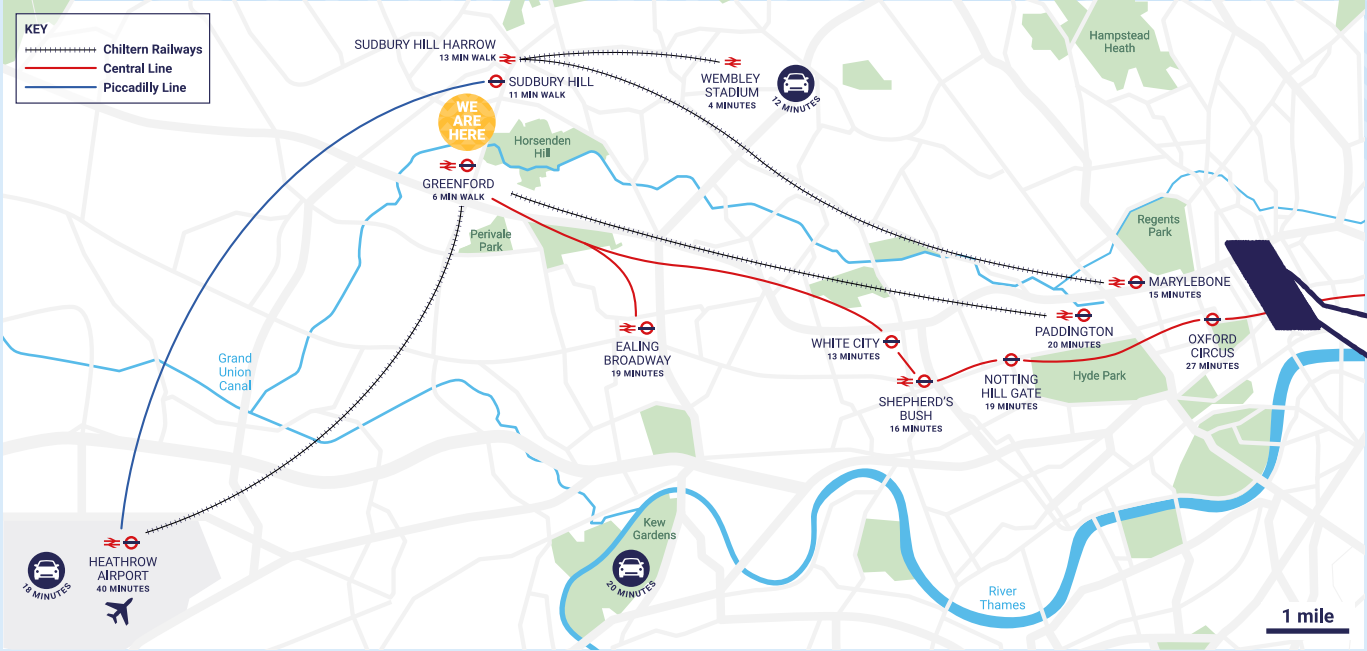 KEY
Chiltern Railways
Central Line
Piccadilly Line
SUDBURY HILL HARROW
13 MIN WALK
SUDBURY HILL
11 MIN WALK
WE
ARE
HERE
Horsenden
Hill
GREENFORD
6 MIN WALK
Perivale
Park
WEMBLEY
STADIUM
4 MINUTES
12 MINUTES
Hampstead
Heath
Regents
Park
MARYLEBONE
15 MINUTES
PADDINGTON
20 MINUTES
OXFORD
CIRCUS
27 MINUTES
Hyde Park
NOTTING
HILL GATE
19 MINUTES
WHITE CITY
13 MINUTES
SHEPHERD'S
BUSH
16 MINUTES
EALING
BROADWAY
19 MINUTES
Grand
Union
Canal
Kew
Gardens
20 MINUTES
HEATHROW
AIRPORT
40 MINUTES
18 MINUTES
River
Thames
1 mile